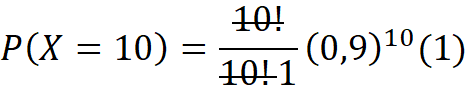 P(X = 10) = 10!/10! 1 (0,9)¹⁰(1)